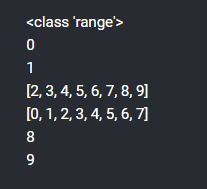 <class 'range'>
0
1
[2, 3, 4, 5, 6, 7, 8, 9]
[0, 1, 2, 3, 4, 5, 6, 7]
8
9